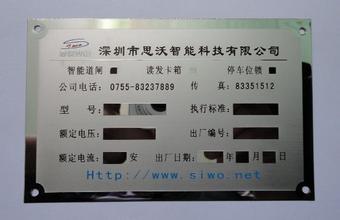 深圳市思沃智能科技有限公司
智能道闸 读发卡箱 停车位锁
公司电话: 0755-83237889 传 真: 83351512
型 号: 执行标准:
额定电压: 出厂编号:
额定电流: 安 出厂日期: 年 月 日
Http://www.siwo.net